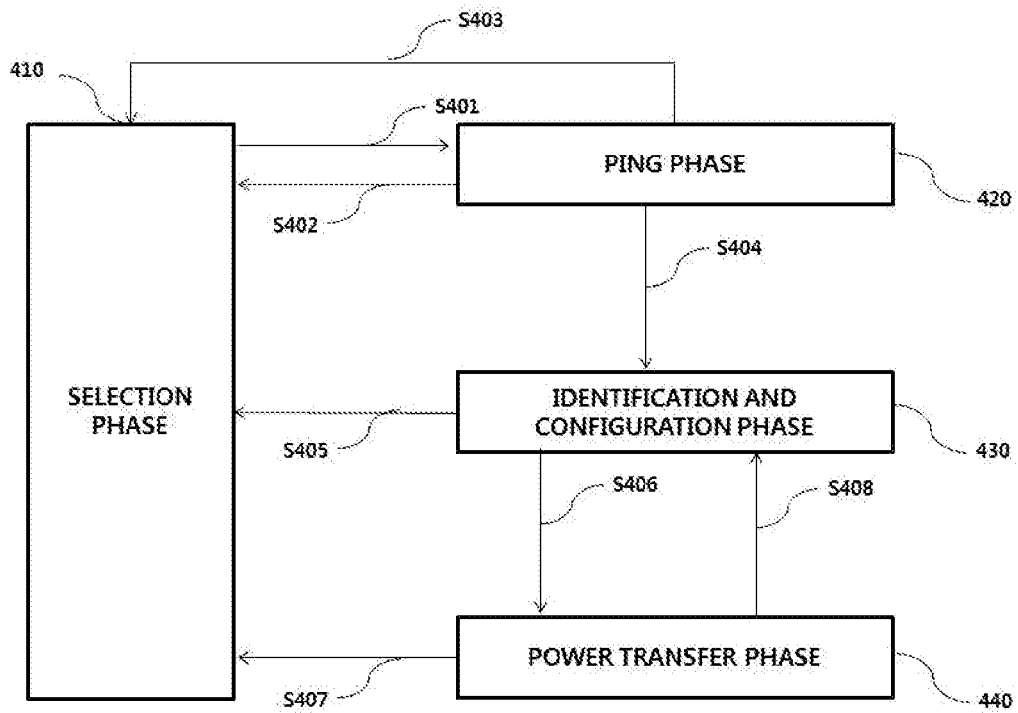 S403
410
S401
PING PHASE
420
S402
S404
SELECTION
PHASE
IDENTIFICATION AND
CONFIGURATION PHASE
S405
430
S406
S408
POWER TRANSFER PHASE
S407
440